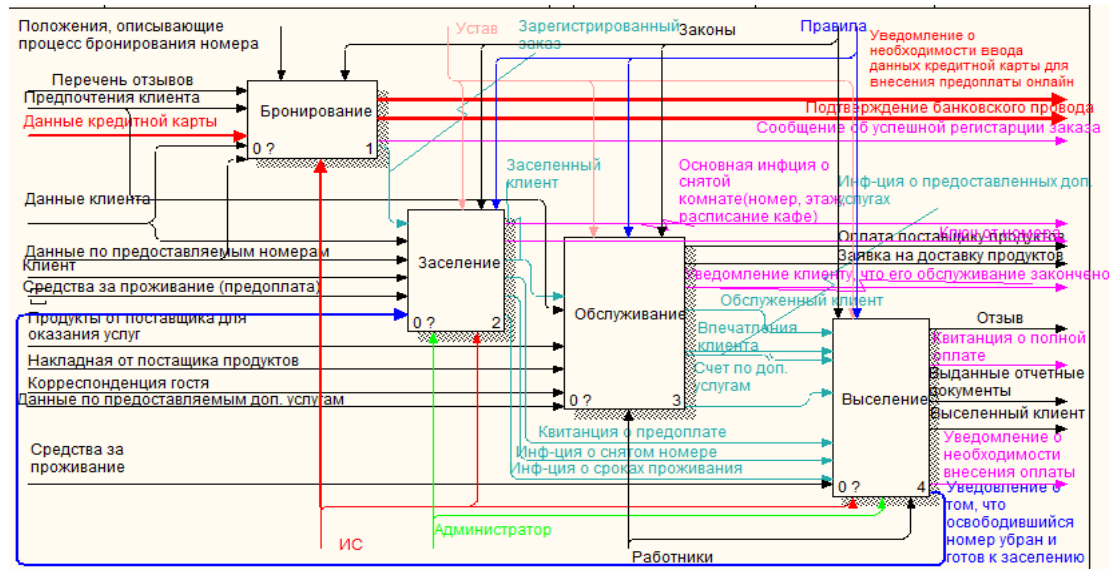 Положения, описывающие
процесс бронирования номера
Устав
Зарегистрированный
заказ
Законы
Правила
Уведомление о
необходимости ввода
данных кредитной карты для
внесения предоплаты онлайн
Перечень отзывов
Предпочтения клиента
Данные кредитной карты
Бронирование
0 ?
1
Подтверждение банковского провода
Сообщение об успешной регистарции заказа
Заселенный
клиент
Основная инфция о
снятой
комнате(номер, этаж,
расписание кафе)
Инф-ция о предоставленных доп.
услугах
Данные клиента
Ключ от номера
Оплата поставщику продуктов
Заявка на доставку продуктов
Данные по предоставляемым номерам
Клиент
Средства за проживание (предоплата)
Заселение
0 ?
2
Уведомление клиенту, что его обслуживание закончено
Обслуженный клиент
Продукты от поставщика для
оказания услуг
Обслуживание
0 ?
3
Впечатления
клиента
Счет по доп.
услугам
Отзыв
Квитанция о полной
оплате
Накладная от постащика продуктов
Корреспонденция гостя
Данные по предоставляемым доп. услугам
Выданные отчетные
документы
Выселенный клиент
Выселение
0 ?
4
Квитанция о предоплате
Инф-ция о снятом номере
Инф-ция о сроках проживания
Средства за
проживание
Уведомление о
необходимости
внесения оплаты
Уведовление о
том, что
освободившийся
номер убран и
готов к заселению
ИС
Администратор
Работники